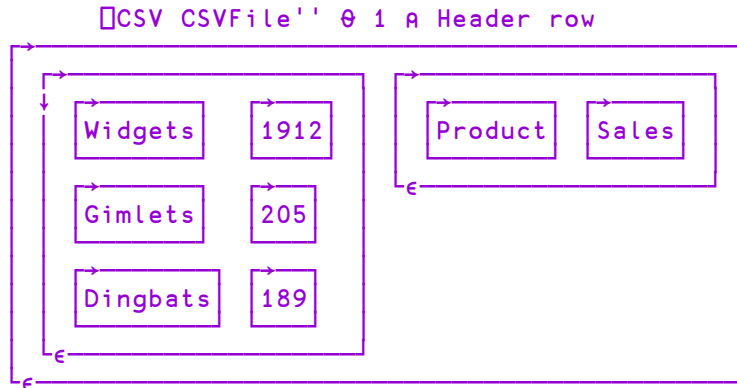 ⎕CSV CSVFile'' ⍬ 1 ⍝ Header row
Widgets 1912 Product Sales
Gimlets 205
Dingbats 189